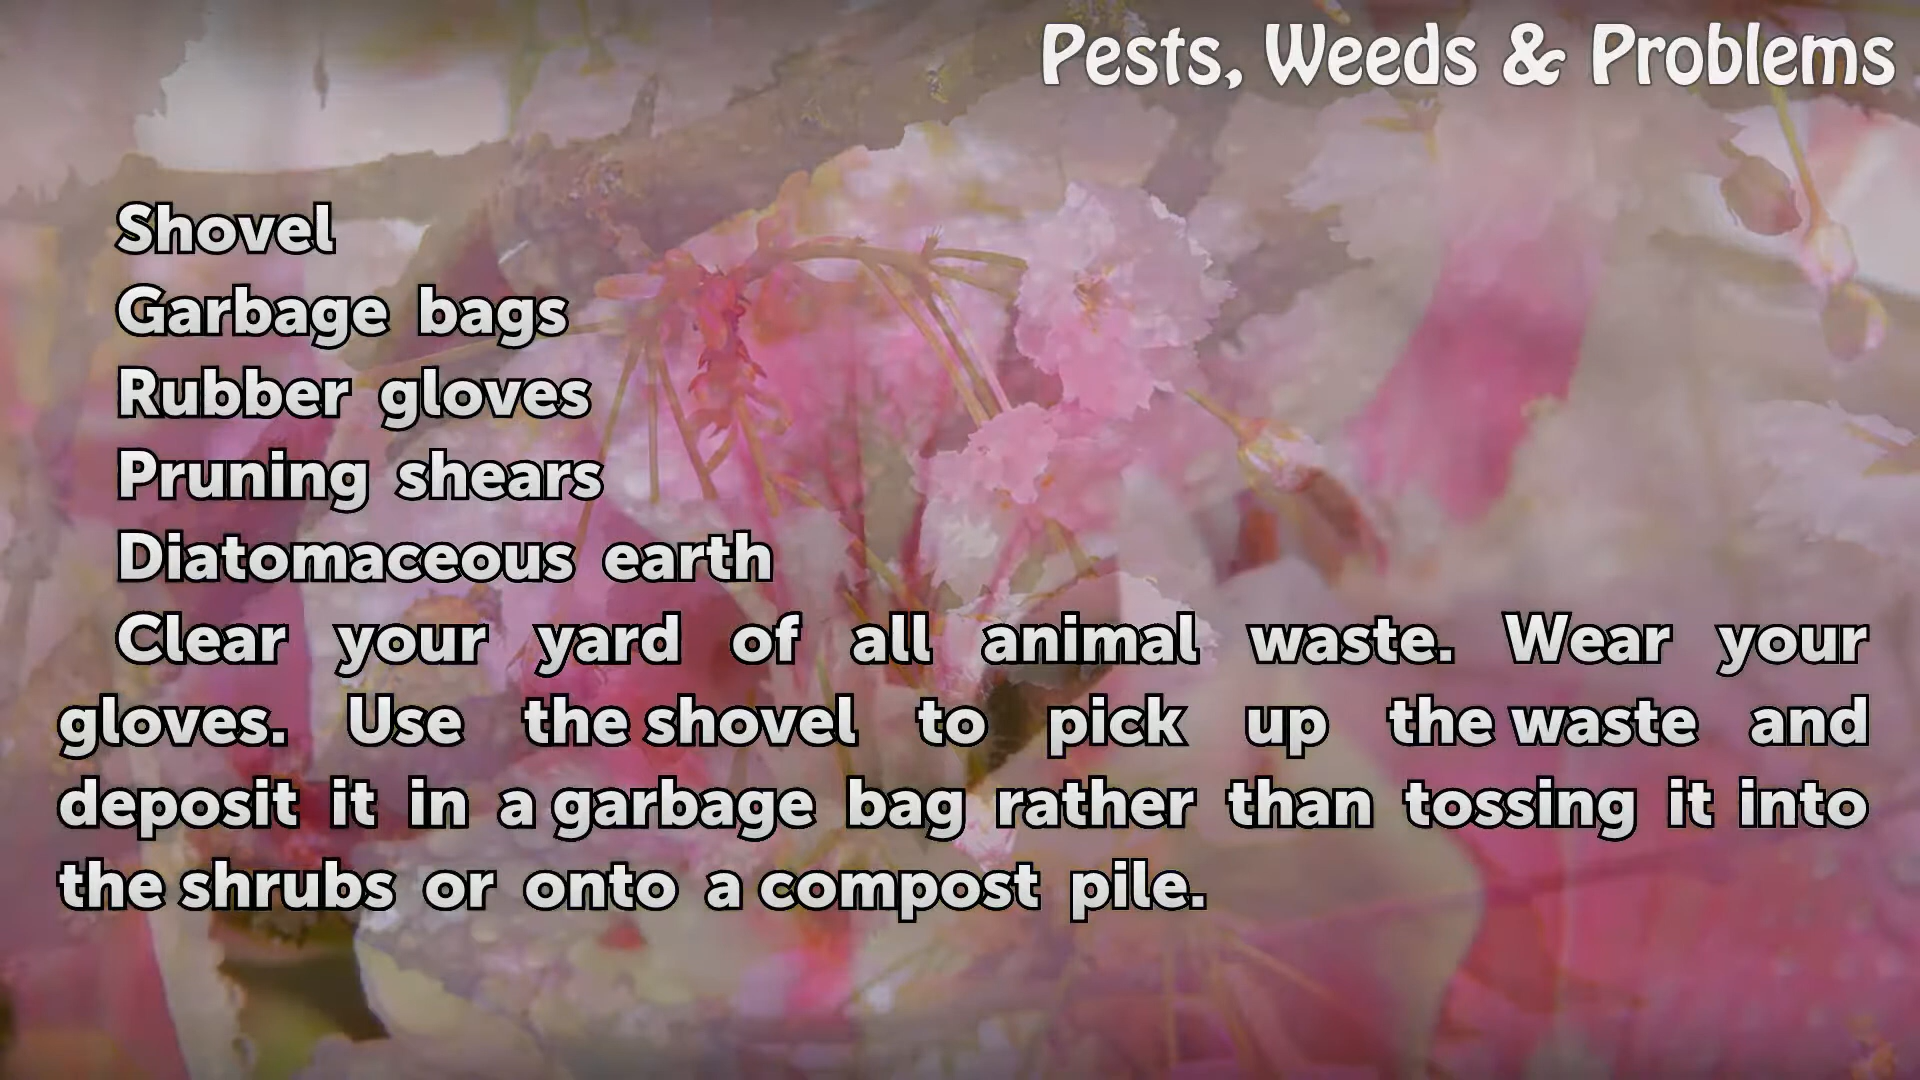 Pests, Weeds & Problems
Shovel
Garbage bags
Rubber gloves
Pruning shears
Diatomaceous earth
Clear your yard of all animal waste. Wear your
gloves. Use the shovel to pick up the waste and
deposit it in a garbage bag rather than tossing it into
the shrubs or onto a compost pile.